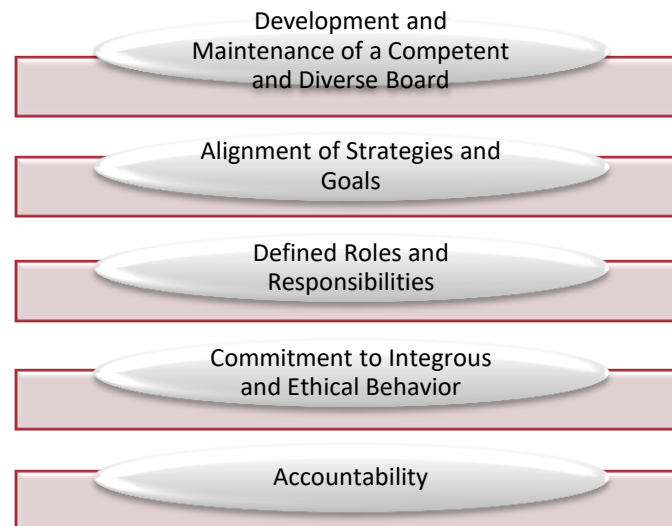 Development and
Maintenance of a Competent
and Diverse Board
Alignment of Strategies and
Goals
Defined Roles and
Responsibilities
Commitment to Integrous
and Ethical Behavior
Accountability